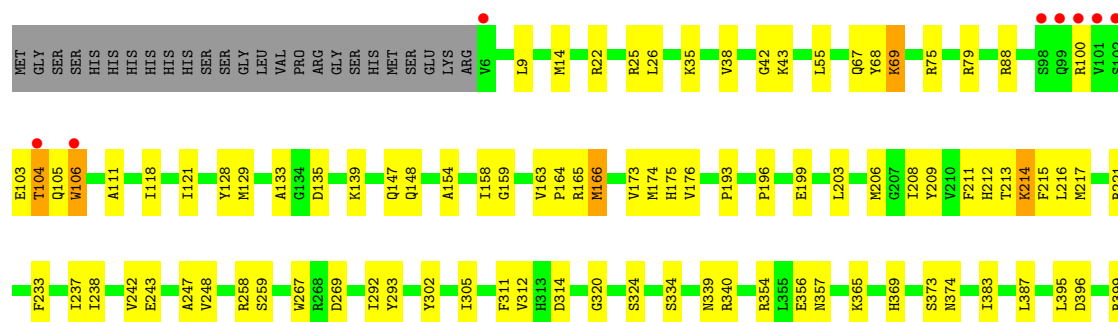 MET GLY SER SER HIS HIS HIS HIS HIS HIS SER SER GLY LEU VAL PRO ARG GLY SER HIS MET SER GLU LYS ARG V6 L9 M14 R22 R25 L26 K35 V38 G42 K43 L55 Q67 Y68 K69 R75 R79 R88 S98 Q99 R100 V101 S102
E103 T104 Q105 W106 A111 I118 I121 Y128 M129 A133 G134 D135 K139 Q147 Q148 A154 I158 G159 V163 P164 R165 M166 V173 M174 H175 V176 P193 P196 E199 L203 M206 G207 I208 Y209 V210 F211 H212 T213 K214 F215 L216 M217
F233 I237 I238 V242 E243 A247 V248 R258 S259 W267 R268 D269 I292 Y293 Y302 I305 F311 V312 H313 D314 G320 S324 S334 N339 R340 R354 L355 E356 N357 K365 H369 S373 N374 I383 L387 L395 D396